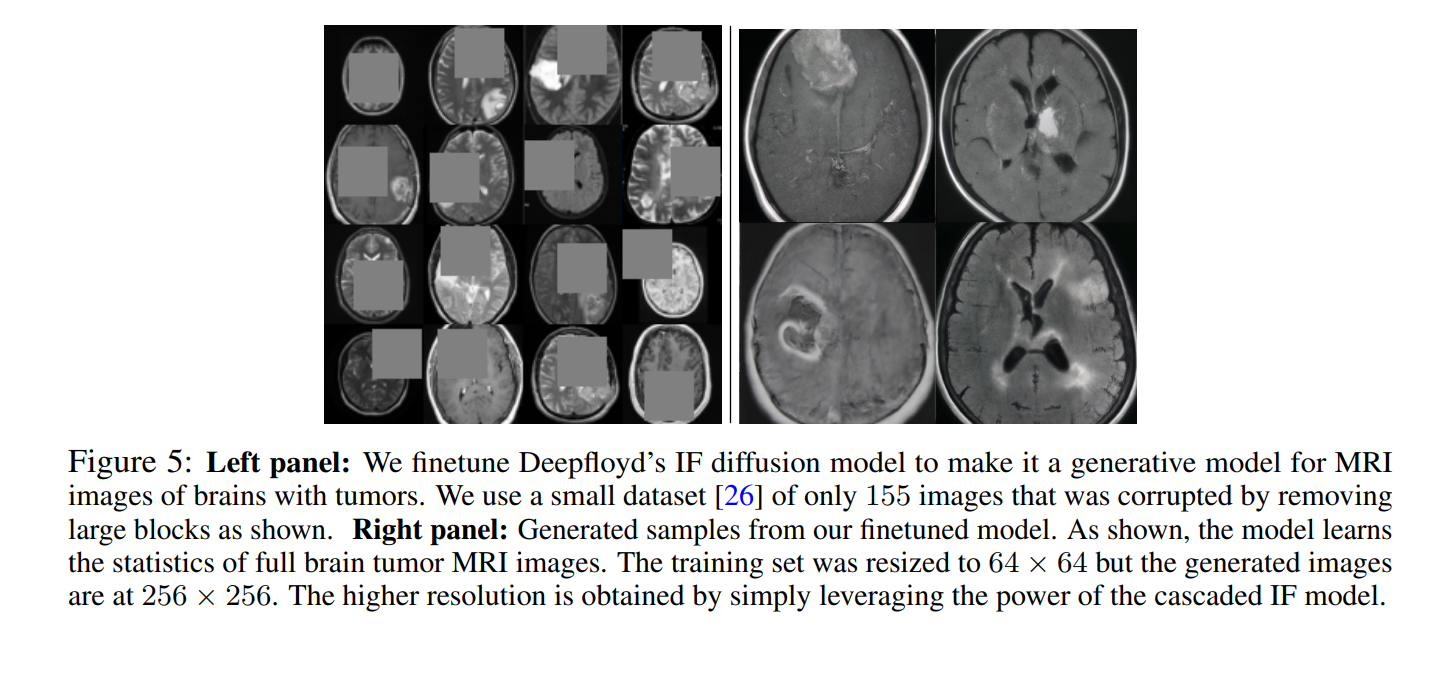 Figure 5: Left panel: We finetune Deepfloyd's IF diffusion model to make it a generative model for MRI
images of brains with tumors. We use a small dataset [26] of only 155 images that was corrupted by removing
large blocks as shown. Right panel: Generated samples from our finetuned model. As shown, the model learns
the statistics of full brain tumor MRI images. The training set was resized to 64 × 64 but the generated images
are at 256 × 256. The higher resolution is obtained by simply leveraging the power of the cascaded IF model.